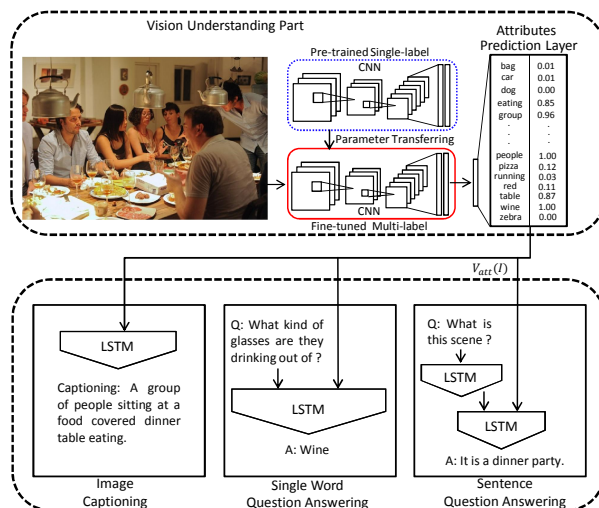 Vision Understanding Part
Attributes
Prediction Layer
Pre-trained Single-label
CNN
Parameter Transferring
CNN
Fine-tuned Multi-label
bag 0.01
car 0.01
dog 0.00
eating 0.85
group 0.96
. .
. .
. .
people 1.00
pizza 0.12
running 0.03
red 0.11
table 0.87
wine 1.00
zebra 0.00
V_att(I)
LSTM
Captioning: A group
of people sitting at a
food covered dinner
table eating.
Image
Captioning
Q: What kind of
glasses are they
drinking out of ?
LSTM
A: Wine
Single Word
Question Answering
Q: What is
this scene ?
LSTM
LSTM
A: It is a dinner party.
Sentence
Question Answering